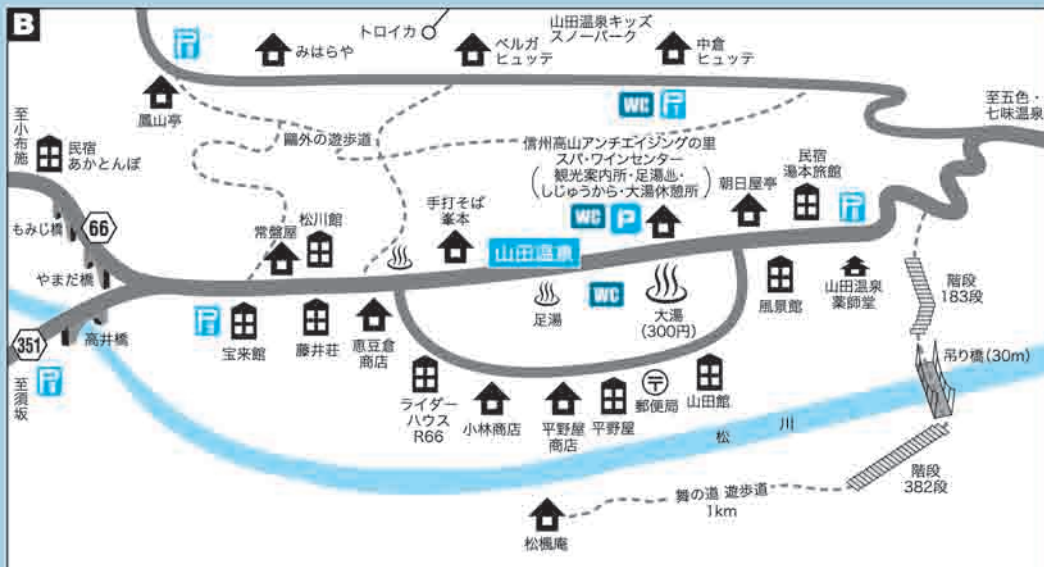 B
トロイカ
山田温泉キッズ
スノーパーク
P
みはらや
ベルガ
ヒュッテ
中倉
ヒュッテ
鳳山亭
WC P
至五色・
七味温泉
至小布施
民宿
あかとんぼ
鷗外の遊歩道
信州高山アンチエイジングの里
スパ・ワインセンター
観光案内所・足湯♨・
しじゅうから・大湯休憩所
民宿
湯本旅館
朝日屋亭
手打そば
峯本
松川館
常盤屋
WC P
P
もみじ橋
66
やまだ橋
山田温泉
階段
183段
高井橋
P
宝来館
藤井荘
恵豆倉
商店
足湯
WC
大湯
(300円)
風景館
山田温泉
薬師堂
351
至須坂
P
吊り橋(30m)
ライダー
ハウス
R66
小林商店
平野屋
商店
平野屋
〒
郵便局
山田館
松川
階段
382段
舞の道 遊歩道
1km
松楓庵